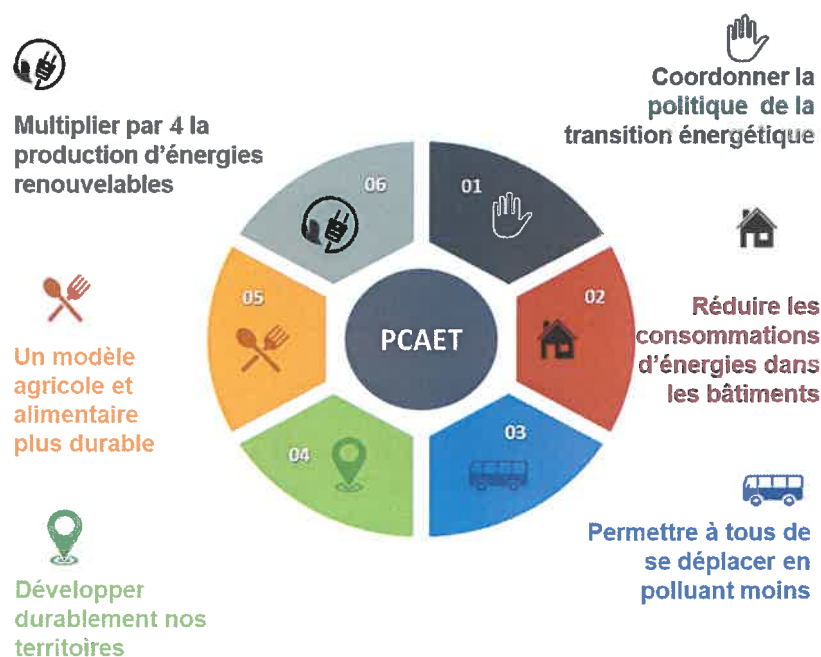 Multiplier par 4 la
production d'énergies
renouvelables
Coordonner la
politique de la
transition énergétique
06
01
05
02
PCAET
04
03
Un modèle
agricole et
alimentaire
plus durable
Réduire les
consommations
d'énergies dans
les bâtiments
Développer
durablement nos
territoires
Permettre à tous de
se déplacer en
polluant moins